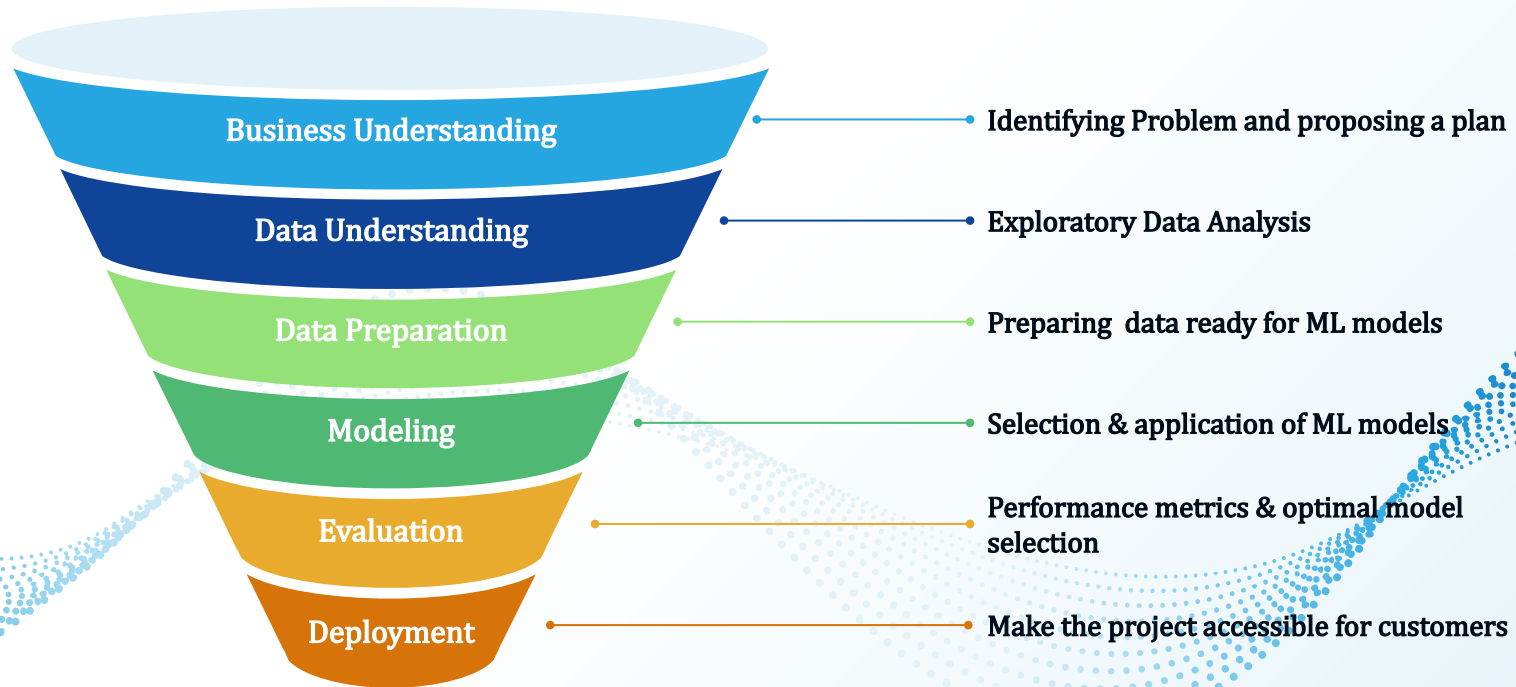 Business Understanding
Identifying Problem and proposing a plan
Data Understanding
Exploratory Data Analysis
Data Preparation
Preparing  data ready for ML models
Modeling
Selection & application of ML models
Evaluation
Performance metrics & optimal model
selection
Deployment
Make the project accessible for customers